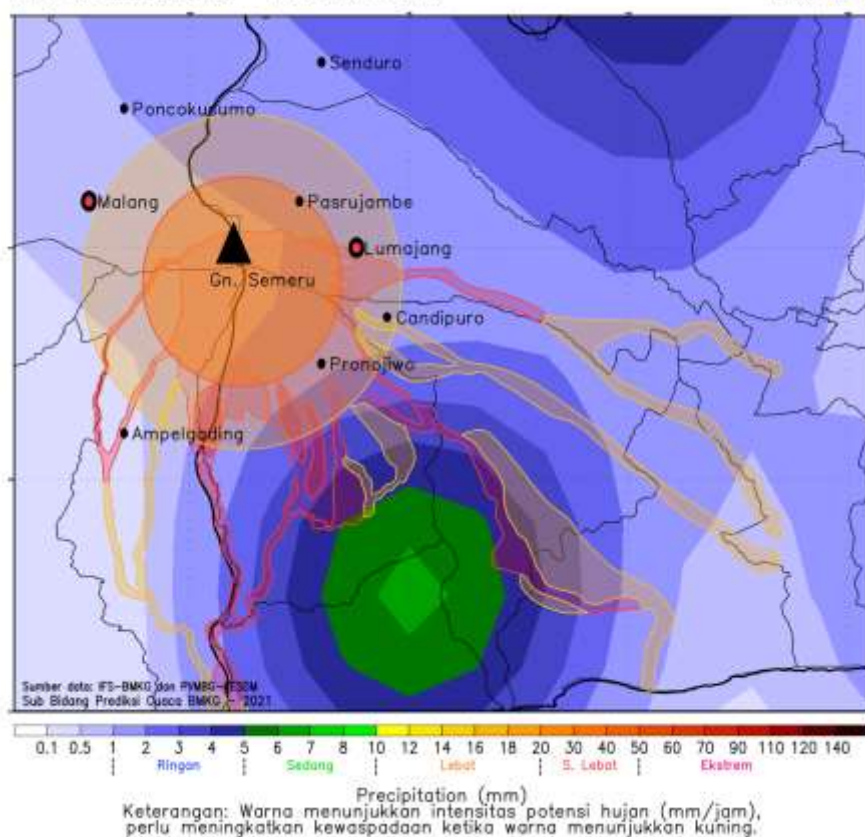 Senduro
Poncokusumo
Malang
Pasrujambe
Lumajang
Gn. Semeru
Candipuro
Pronojiwo
Ampelgading
Sumber data: IFS-BMKG dan PVMBG-KESDM
Sub Bidang Prediksi Cuaca BMKG - 2021
0.1 0.5 1 2 3 4 5 6 7 8 10 12 14 16 18 20 30 40 50 60 70 90 110 120 140
Ringan Sedang Lebat S. Lebat Ekstrem
Precipitation (mm)
Keterangan: Warna menunjukkan intensitas potensi hujan (mm/jam),
perlu meningkatkan kewaspadaan ketika warna menunjukkan kuning.